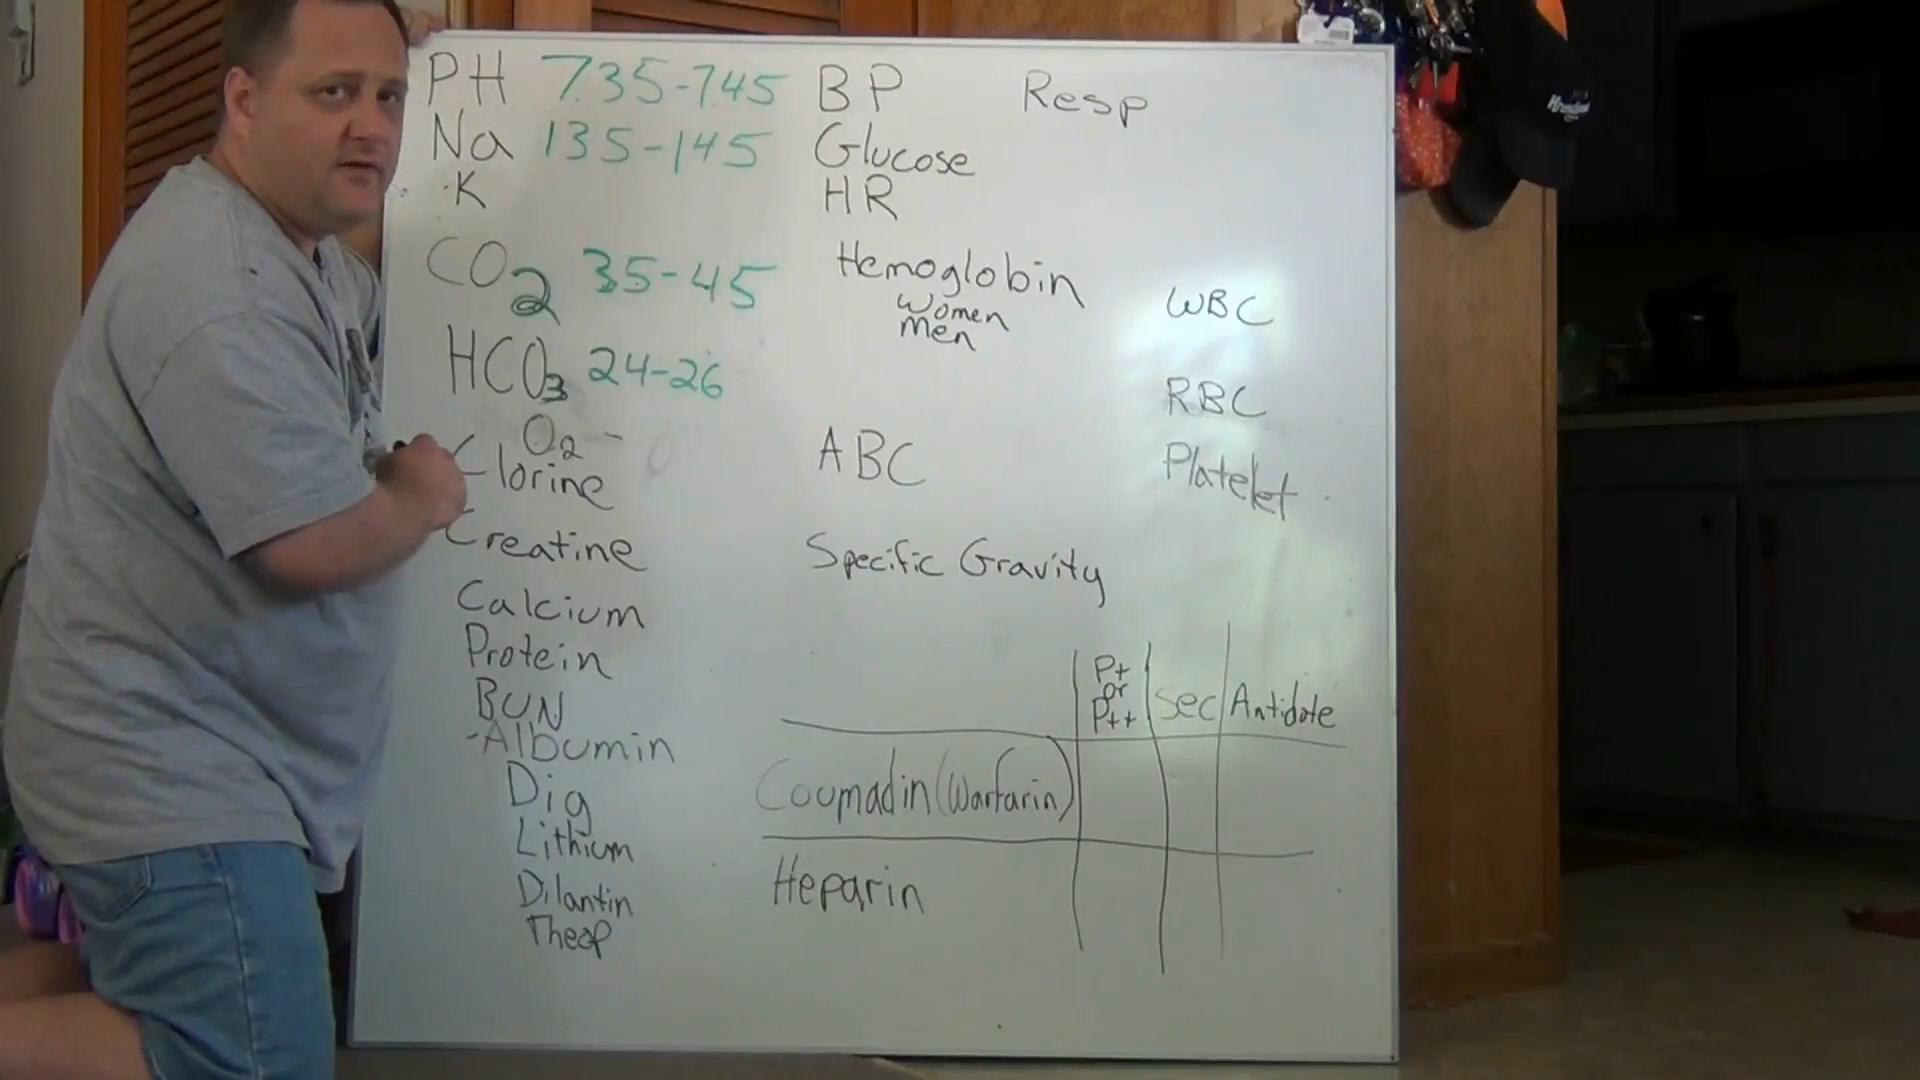 PH 7.35-7.45
Na 135-145
K
CO2 35-45
HCO3 24-26
O2 -
Clorine
Creatine
Calcium
Protein
BUN
-Albumin
Dig
Lithium
Dilantin
Theop
BP
Glucose
HR
Hemoglobin
Women
Men
ABC
Specific Gravity
Resp
WBC
RBC
Platelet
Pt or Ptt Sec Antidote
Coumadin (Warfarin)
Heparin